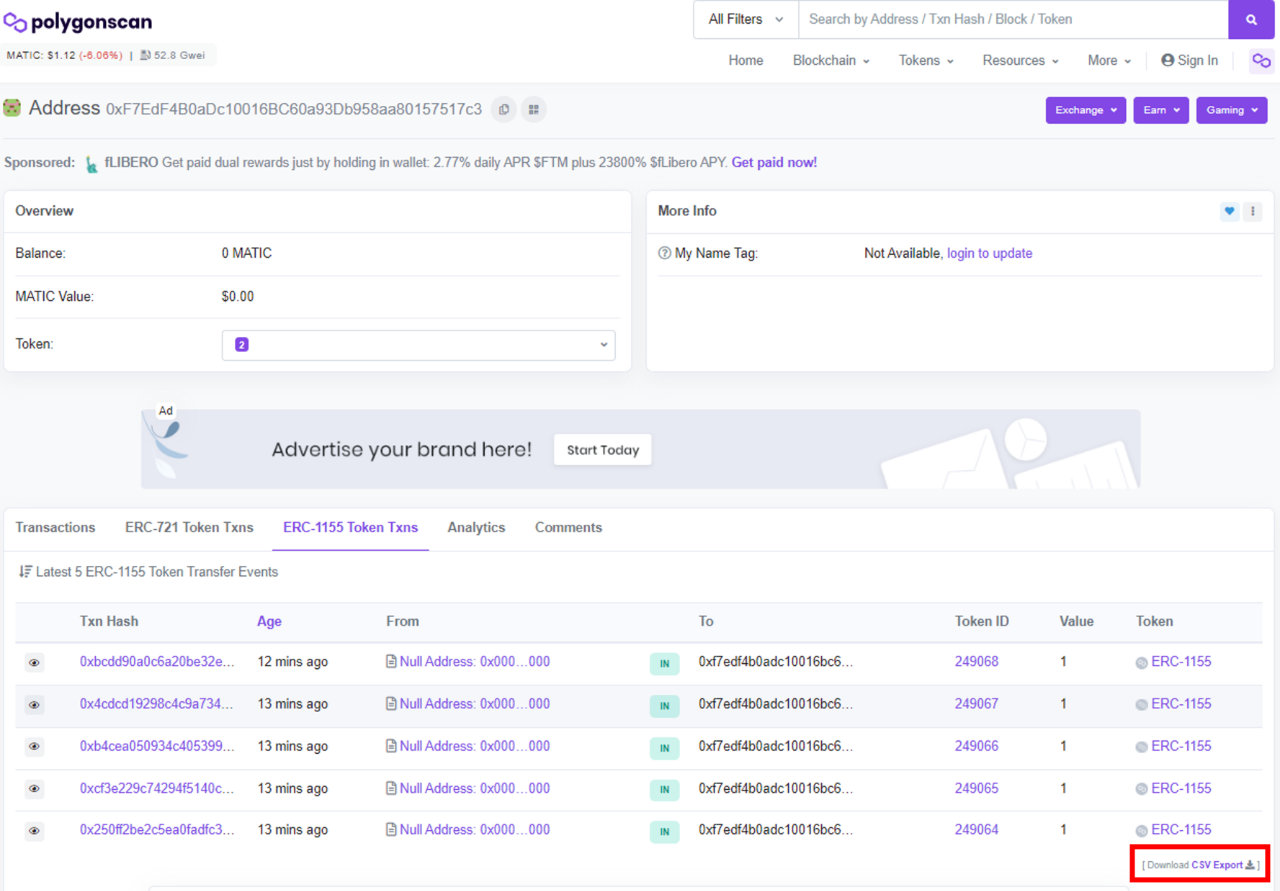 polygonscan
All Filters
Search by Address / Txn Hash / Block / Token
MATIC: $1.12 (-6.06%) | 52.8 Gwei
Home Blockchain Tokens Resources More Sign In
Address 0xF7EdF4B0aDc10016BC60a93Db958aa80157517c3
Exchange Earn Gaming
Sponsored: fLIBERO Get paid dual rewards just by holding in wallet: 2.77% daily APR $FTM plus 23800% $fLibero APY. Get paid now!
Overview
Balance: 0 MATIC
MATIC Value: $0.00
Token: 2
More Info
My Name Tag: Not Available, login to update
Ad
Advertise your brand here! Start Today
Transactions ERC-721 Token Txns ERC-1155 Token Txns Analytics Comments
Latest 5 ERC-1155 Token Transfer Events
Txn Hash Age From To Token ID Value Token
0xbcdd90a0c6a20be32e... 12 mins ago Null Address: 0x000...000 IN 0xf7edf4b0adc10016bc6... 249068 1 ERC-1155
0x4cdcd19298c4c9a734... 13 mins ago Null Address: 0x000...000 IN 0xf7edf4b0adc10016bc6... 249067 1 ERC-1155
0xb4cea050934c405399... 13 mins ago Null Address: 0x000...000 IN 0xf7edf4b0adc10016bc6... 249066 1 ERC-1155
0xcf3e229c74294f5140c... 13 mins ago Null Address: 0x000...000 IN 0xf7edf4b0adc10016bc6... 249065 1 ERC-1155
0x250ff2be2c5ea0fadfc3... 13 mins ago Null Address: 0x000...000 IN 0xf7edf4b0adc10016bc6... 249064 1 ERC-1155
[ Download CSV Export ]